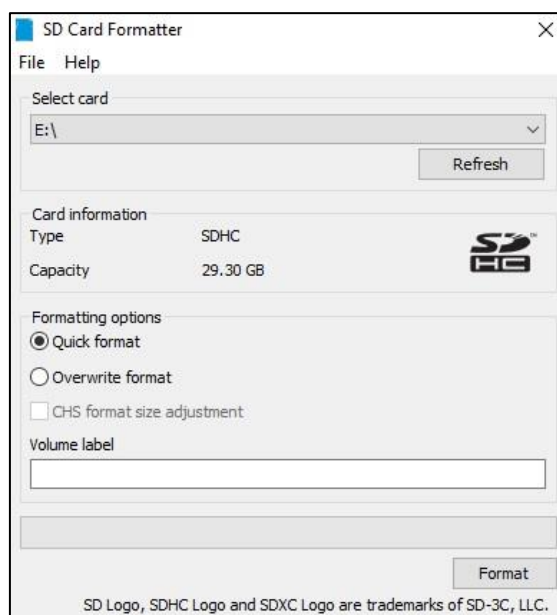 SD Card Formatter
File Help
Select card
E:\
Refresh
Card information
Type SDHC
SD™
HC
Capacity 29.30 GB
Formatting options
Quick format
Overwrite format
CHS format size adjustment
Volume label
Format
SD Logo, SDHC Logo and SDXC Logo are trademarks of SD-3C, LLC.